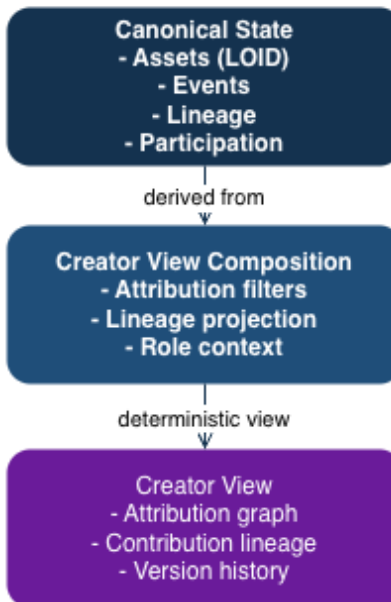 Canonical State
- Assets (LOID)
- Events
- Lineage
- Participation
derived from
Creator View Composition
- Attribution filters
- Lineage projection
- Role context
deterministic view
Creator View
- Attribution graph
- Contribution lineage
- Version history